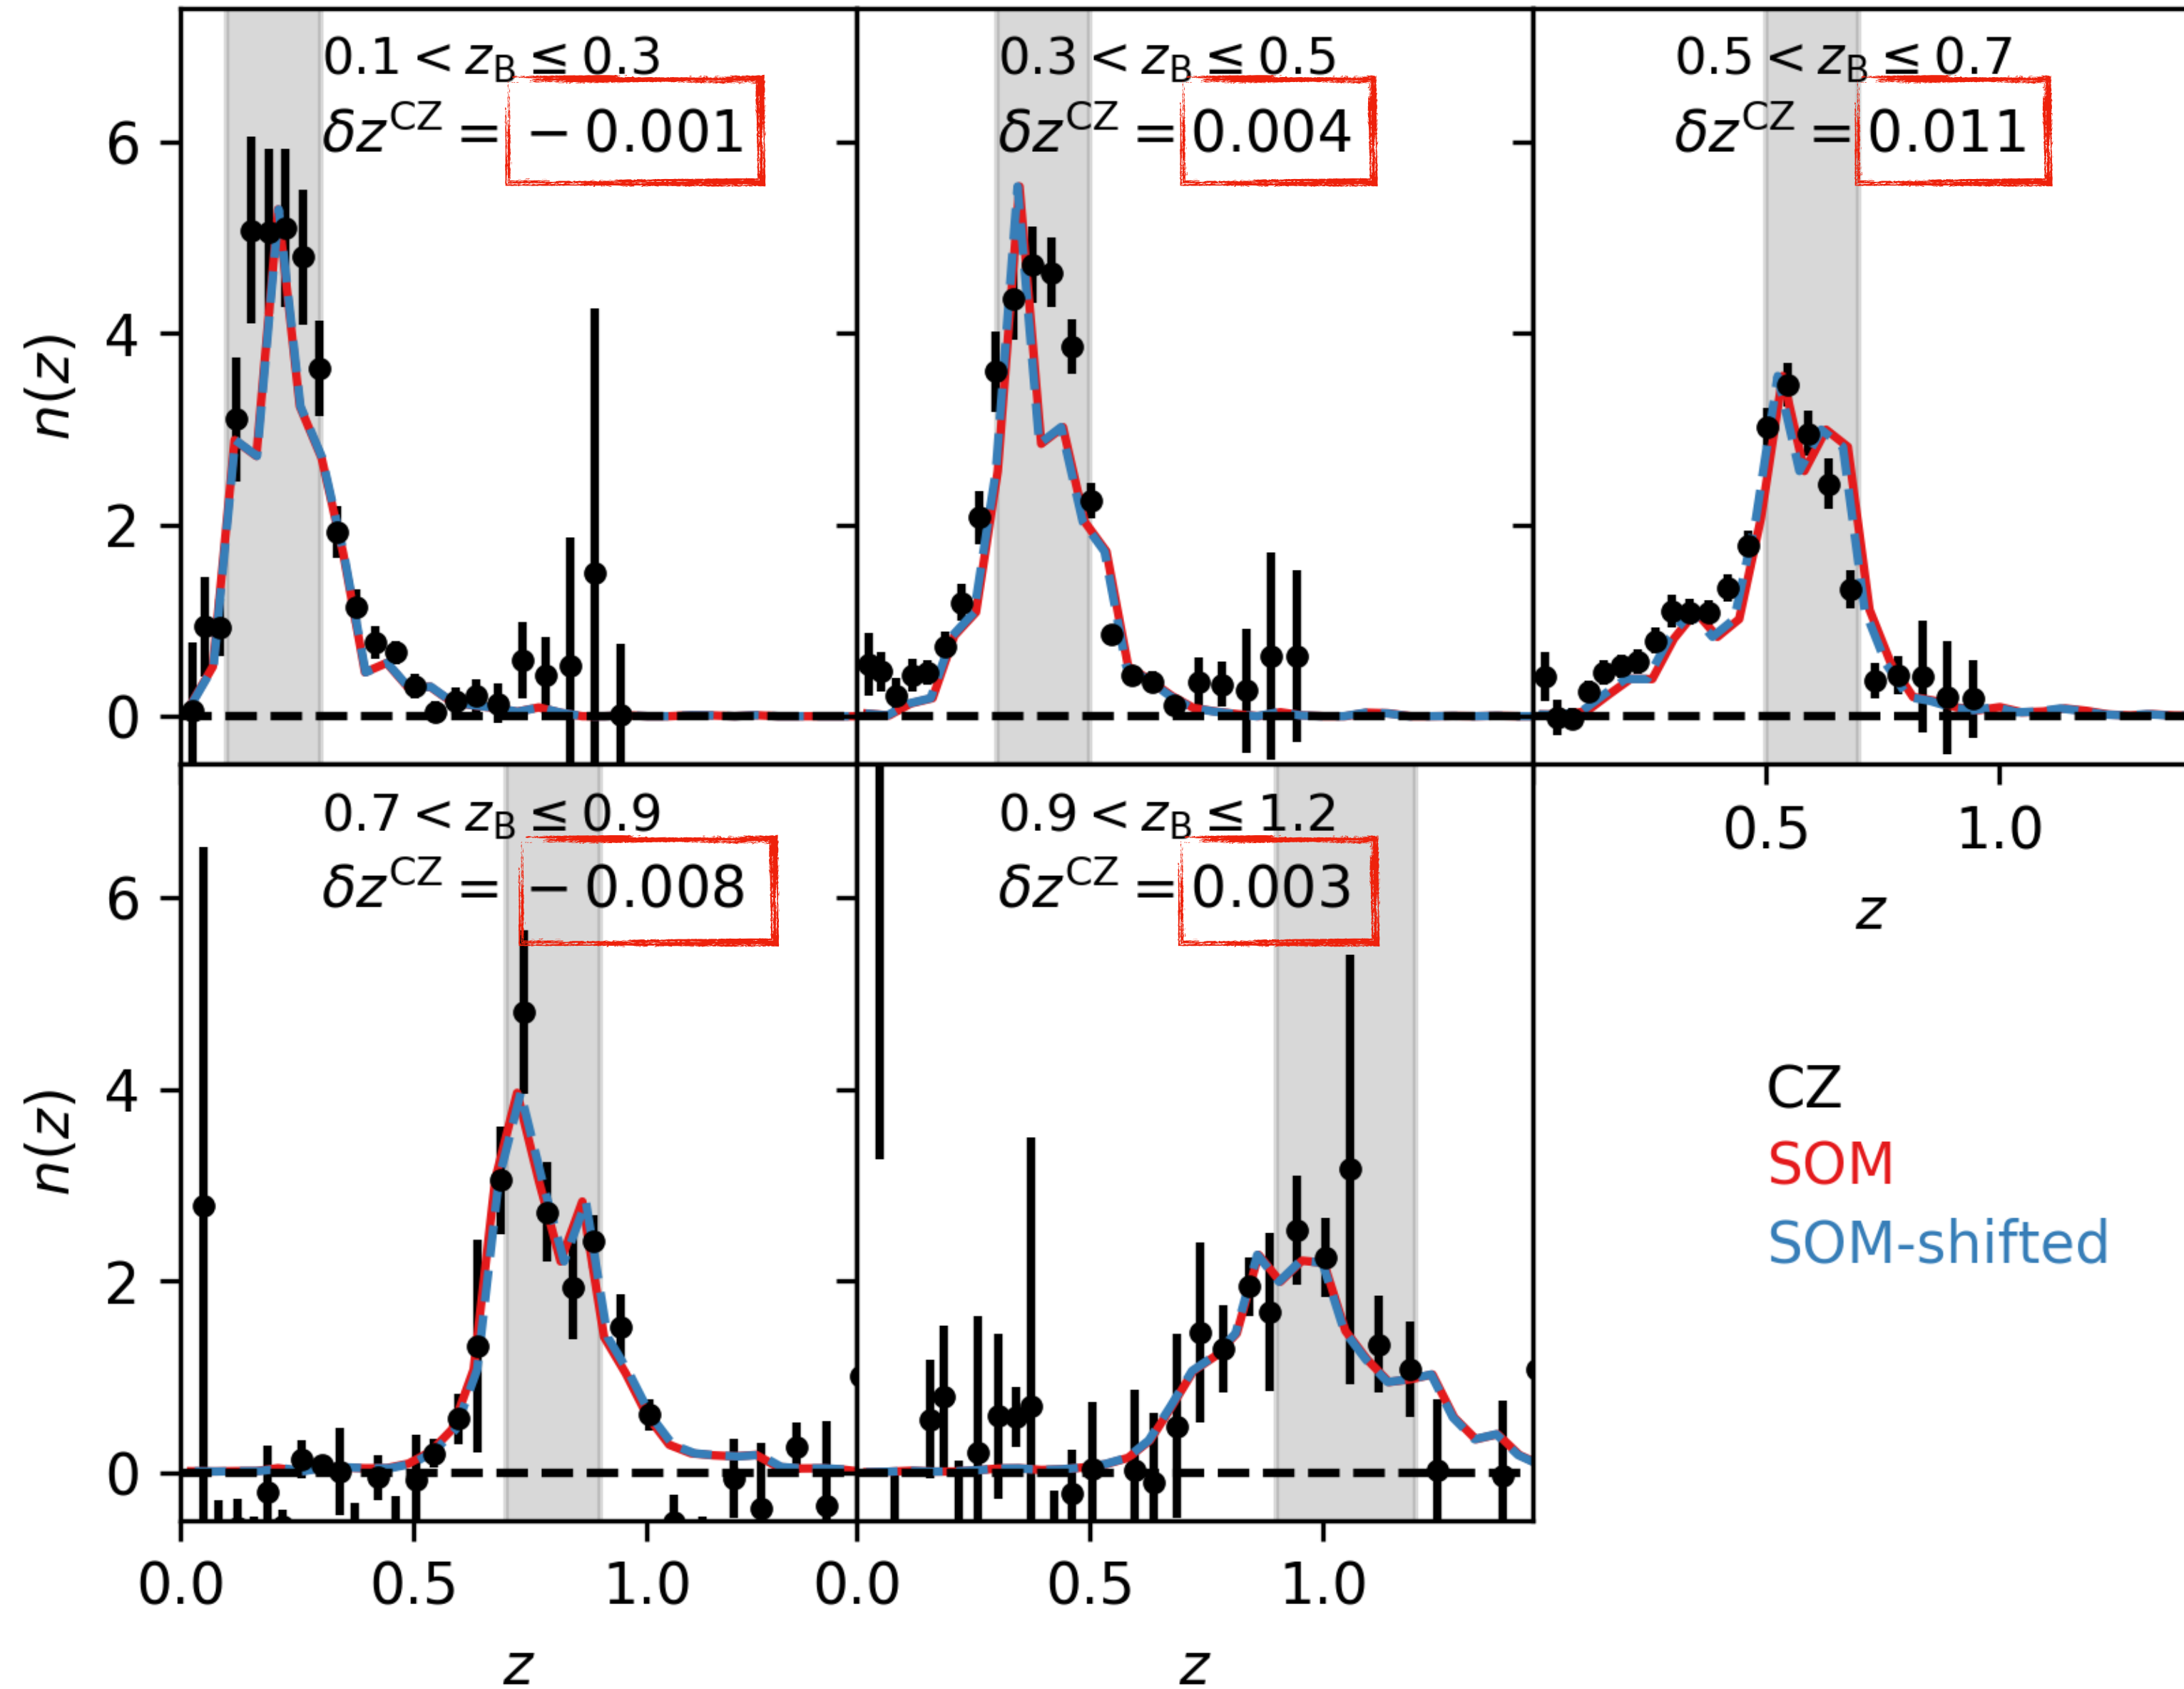 0.1 < z_B ≤ 0.3
δz^CZ = − 0.001
0.3 < z_B ≤ 0.5
δz^CZ = 0.004
0.5 < z_B ≤ 0.7
δz^CZ = 0.011
6
4
2
0
n(z)
0.5 1.0
z
0.7 < z_B ≤ 0.9
δz^CZ = − 0.008
0.9 < z_B ≤ 1.2
δz^CZ = 0.003
6
4
2
0
n(z)
0.0 0.5 1.0
z
0.0 0.5 1.0
z
CZ
SOM
SOM-shifted